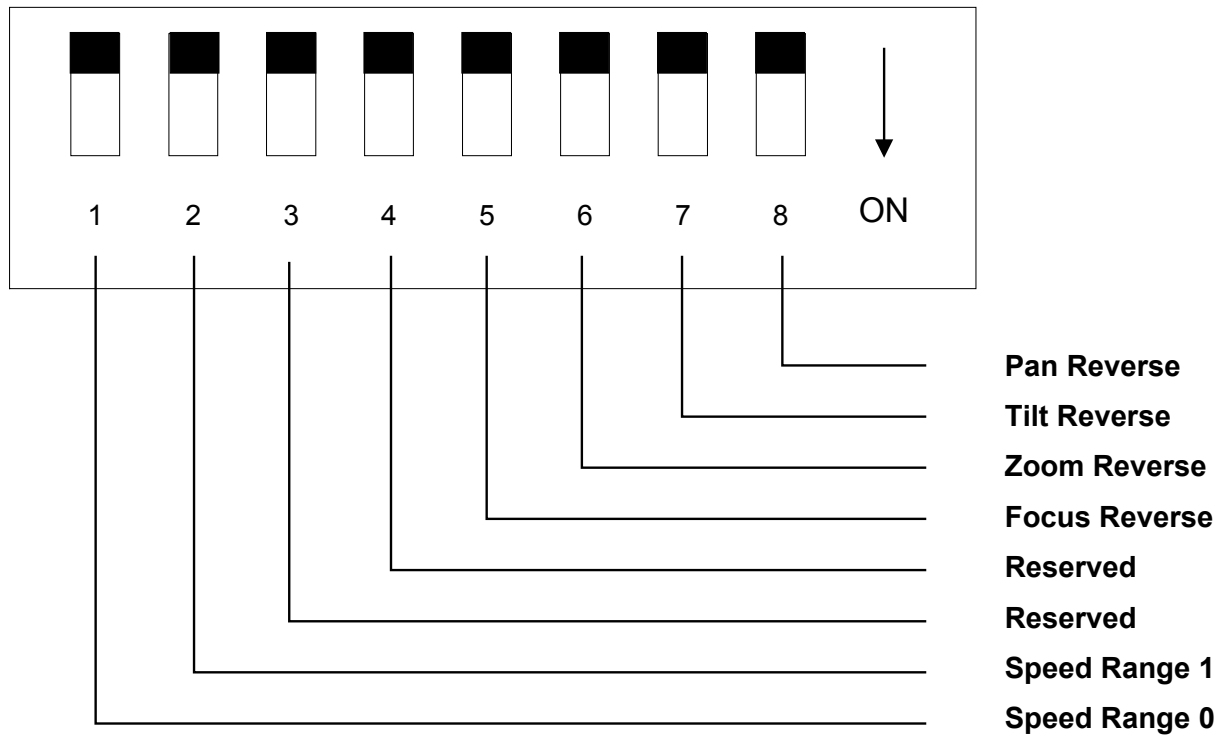 1 2 3 4 5 6 7 8 ON
Pan Reverse
Tilt Reverse
Zoom Reverse
Focus Reverse
Reserved
Reserved
Speed Range 1
Speed Range 0